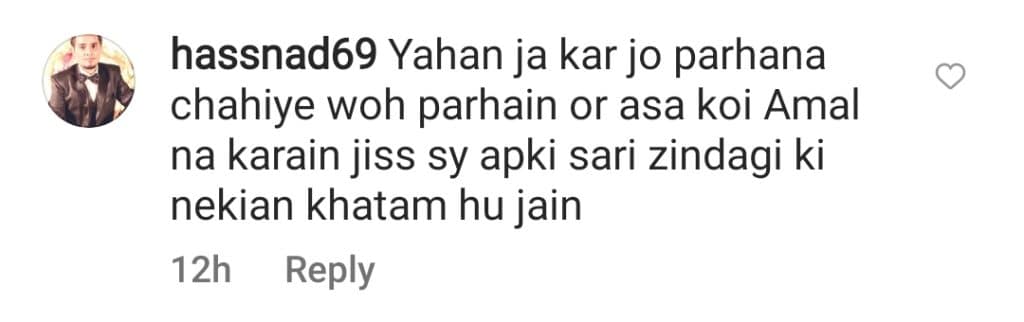 hassnad69 Yahan ja kar jo parhana
chahiye woh parhain or asa koi Amal
na karain jiss sy apki sari zindagi ki
nekian khatam hu jain
12h Reply